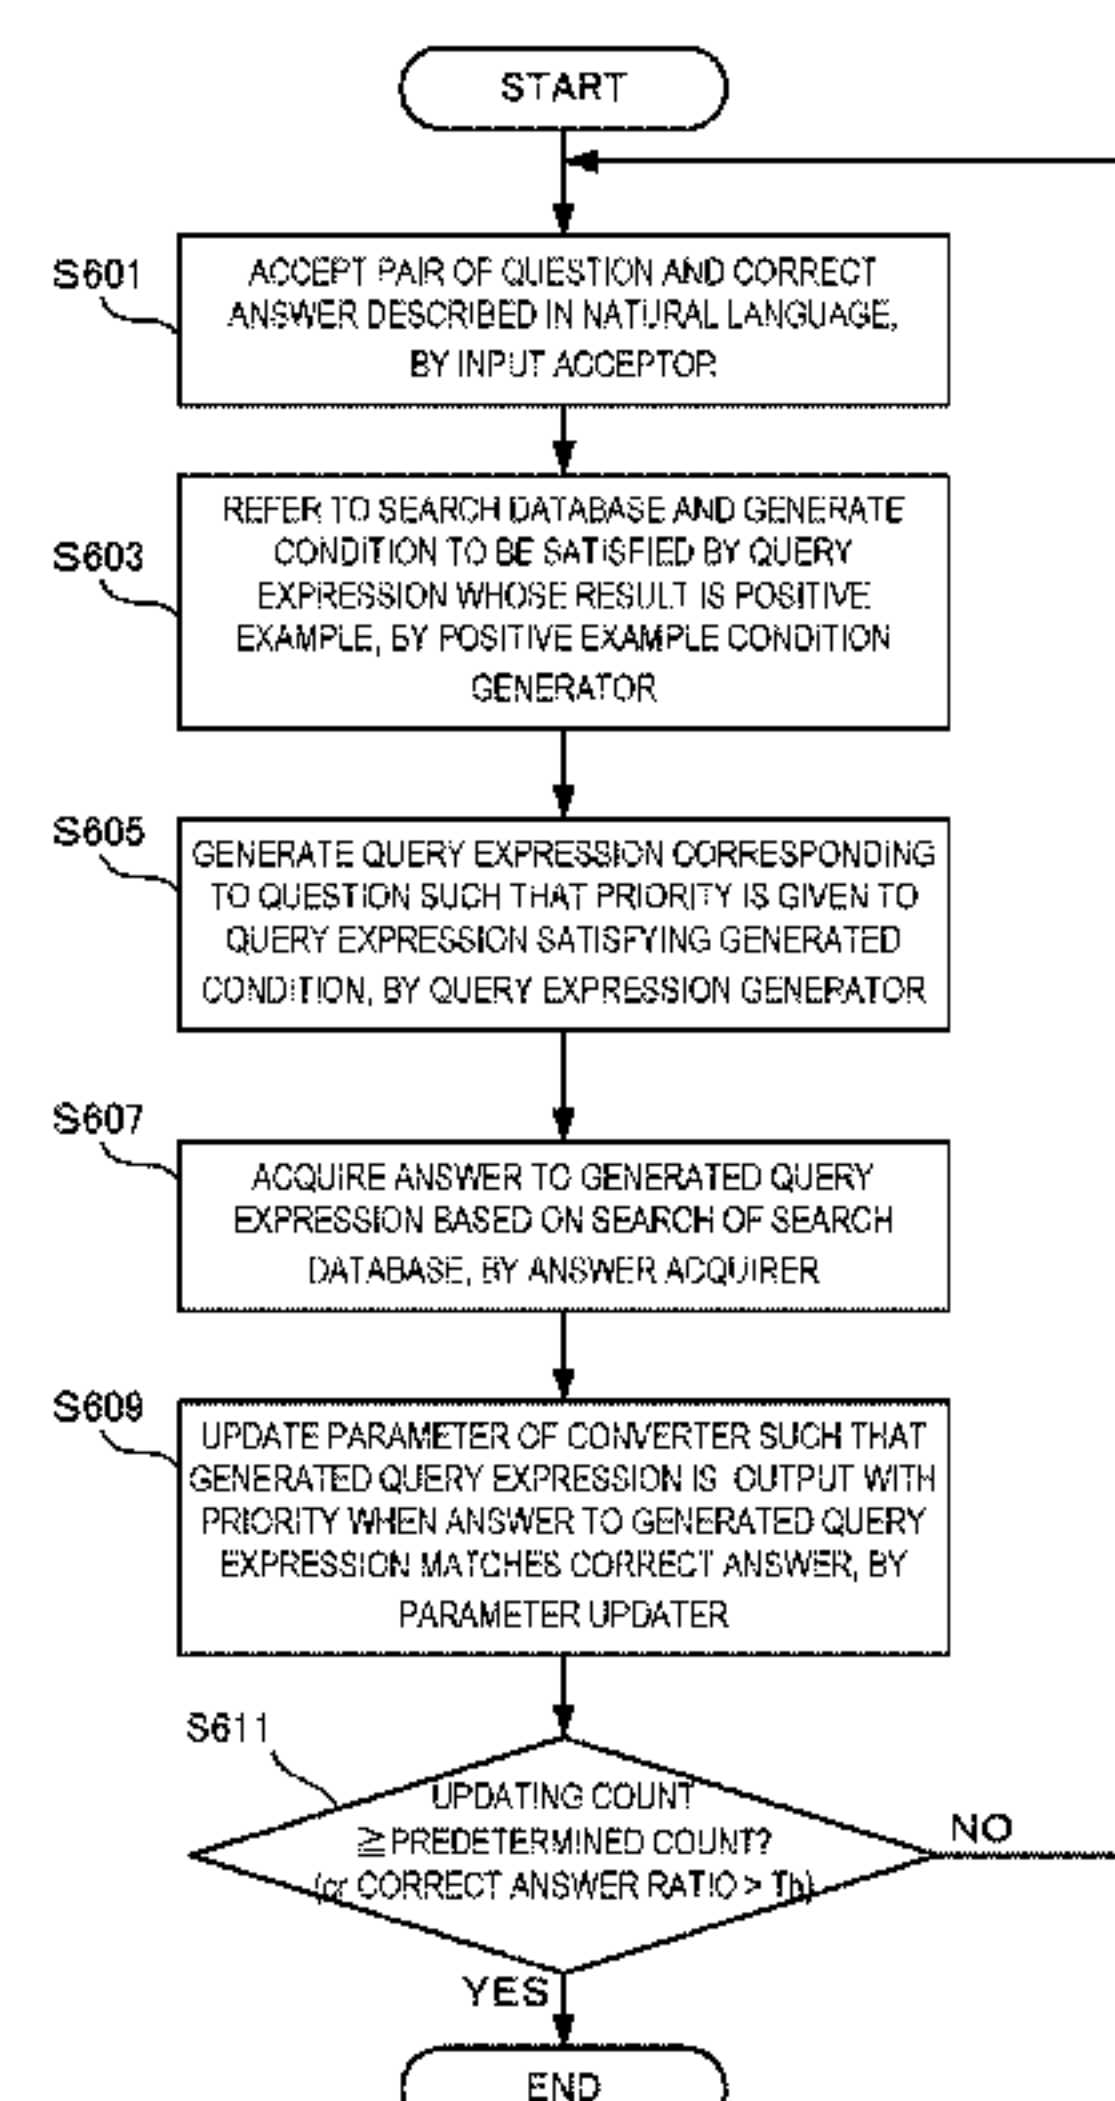 START
S601
ACCEPT PAIR OF QUESTION AND CORRECT
ANSWER DESCRIBED IN NATURAL LANGUAGE,
BY INPUT ACCEPTOR
S603
REFER TO SEARCH DATABASE AND GENERATE
CONDITION TO BE SATISFIED BY QUERY
EXPRESSION WHOSE RESULT IS POSITIVE
EXAMPLE, BY POSITIVE EXAMPLE CONDITION
GENERATOR
S605
GENERATE QUERY EXPRESSION CORRESPONDING
TO QUESTION SUCH THAT PRIORITY IS GIVEN TO
QUERY EXPRESSION SATISFYING GENERATED
CONDITION, BY QUERY EXPRESSION GENERATOR
S607
ACQUIRE ANSWER TO GENERATED QUERY
EXPRESSION BASED ON SEARCH OF SEARCH
DATABASE, BY ANSWER ACQUIRER
S609
UPDATE PARAMETER OF CONVERTER SUCH THAT
GENERATED QUERY EXPRESSION IS OUTPUT WITH
PRIORITY WHEN ANSWER TO GENERATED QUERY
EXPRESSION MATCHES CORRECT ANSWER, BY
PARAMETER UPDATER
S611
UPDATING COUNT
≧PREDETERMINED COUNT?
(or CORRECT ANSWER RATIO > Th)
NO
YES
END